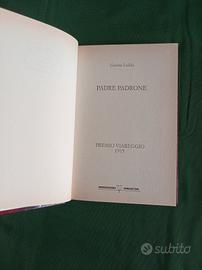 Gavino Ledda
PADRE PADRONE
PREMIO VIAREGGIO
1975
subito